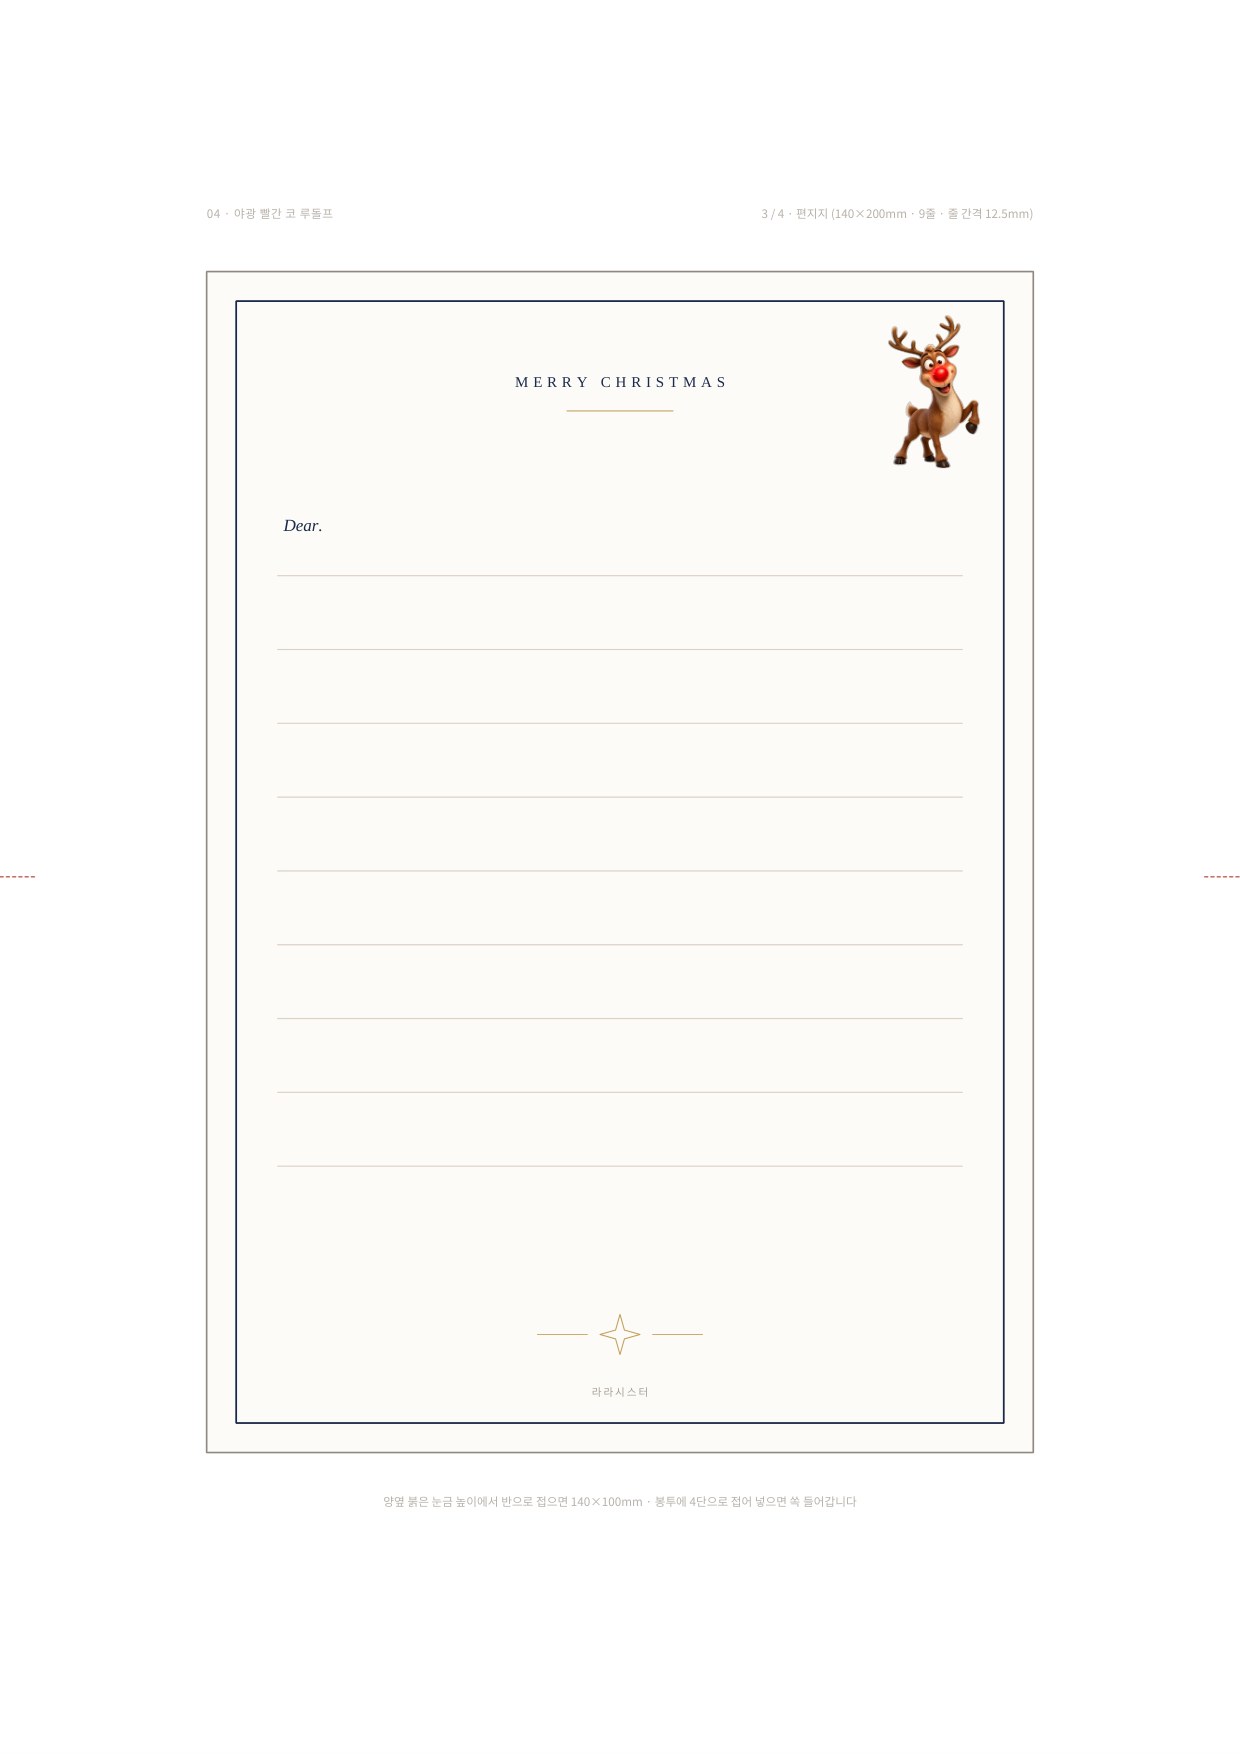 04 · 야광 빨간 코 루돌프
3 / 4 · 편지지 (140×200mm · 9줄 · 줄 간격 12.5mm)
MERRY CHRISTMAS
Dear.
라라시스터
양옆 붉은 눈금 높이에서 반으로 접으면 140×100mm · 봉투에 4단으로 접어 넣으면 쏙 들어갑니다